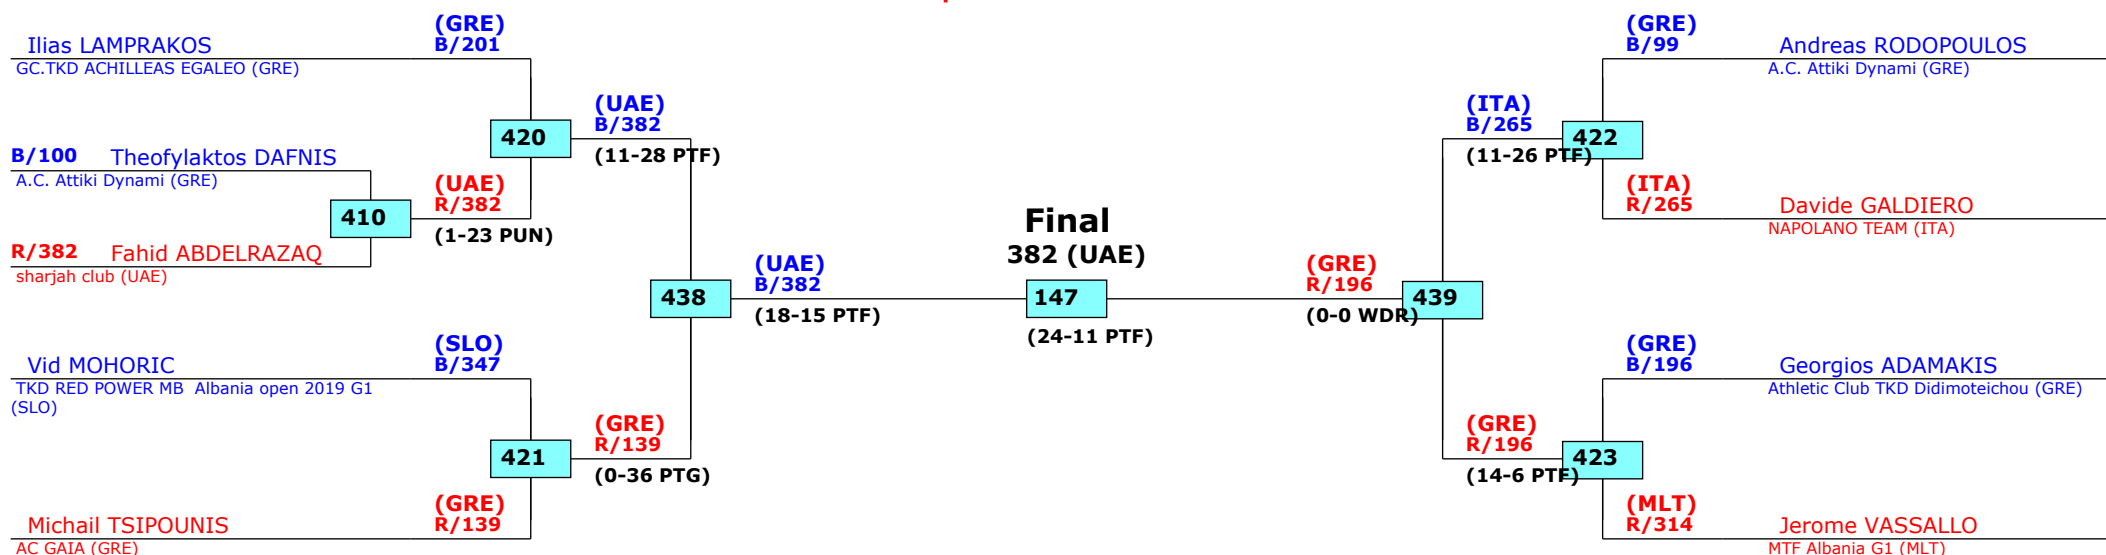 (GRE)
Ilias LAMPRAKOS B/201
GC.TKD ACHILLEAS EGALEO (GRE)
B/100 Theofylaktos DAFNIS
A.C. Attiki Dynami (GRE)
410
R/382 Fahid ABDELRAZAQ
sharjah club (UAE)
(UAE)
R/382
(1-23 PUN)
420
(UAE)
B/382
(11-28 PTF)
(SLO)
Vid MOHORIC B/347
TKD RED POWER MB Albania open 2019 G1
(SLO)
421
(GRE)
Michail TSIPOUNIS R/139
AC GAIA (GRE)
(GRE)
R/139
(0-36 PTG)
438
(UAE)
B/382
(18-15 PTF)
Final
382 (UAE)
147
(24-11 PTF)
(GRE)
R/196
(0-0 WDR)
439
(ITA)
B/265
(11-26 PTF)
422
(GRE)
B/99 Andreas RODOPOULOS
A.C. Attiki Dynami (GRE)
(ITA)
R/265 Davide GALDIERO
NAPOLANO TEAM (ITA)
(GRE)
R/196
(14-6 PTF)
423
(GRE)
B/196 Georgios ADAMAKIS
Athletic Club TKD Didimoteichou (GRE)
(MLT)
R/314 Jerome VASSALLO
MTF Albania G1 (MLT)